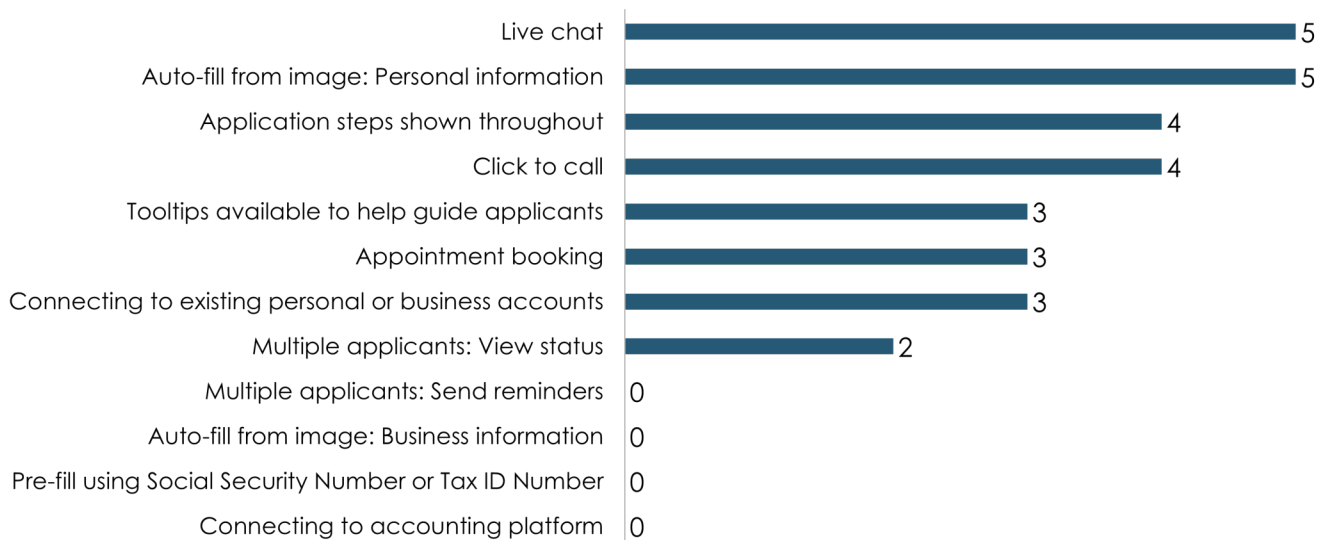 Live chat 5
Auto-fill from image: Personal information 5
Application steps shown throughout 4
Click to call 4
Tooltips available to help guide applicants 3
Appointment booking 3
Connecting to existing personal or business accounts 3
Multiple applicants: View status 2
Multiple applicants: Send reminders 0
Auto-fill from image: Business information 0
Pre-fill using Social Security Number or Tax ID Number 0
Connecting to accounting platform 0